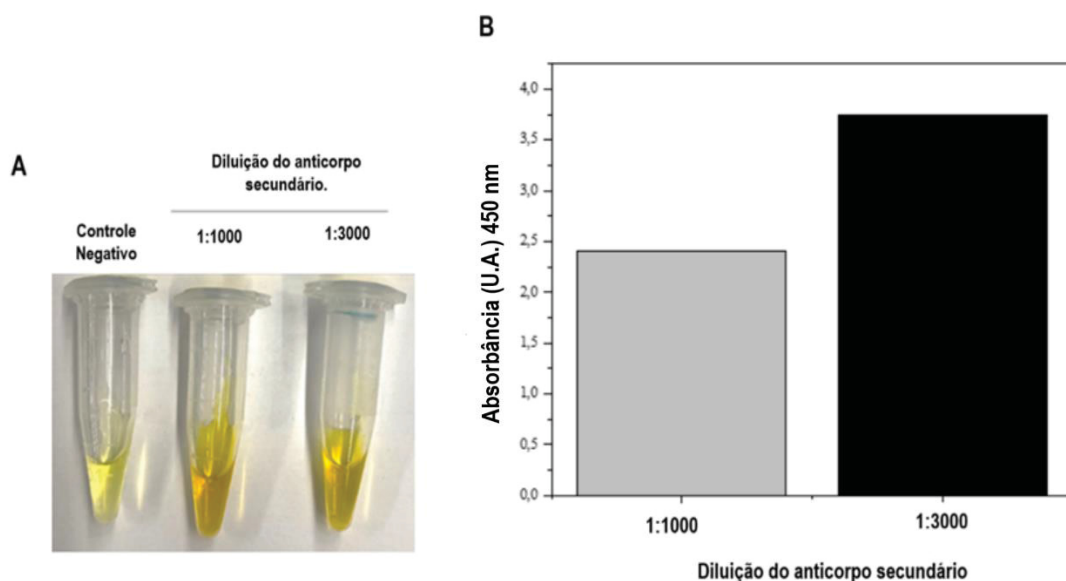 A
Diluição do anticorpo
secundário.
Controle
Negativo
1:1000
1:3000
B
Absorbância (U.A.) 450 nm
4,0
3,5
3,0
2,5
2,0
1,5
1,0
0,5
0,0
1:1000
1:3000
Diluição do anticorpo secundário